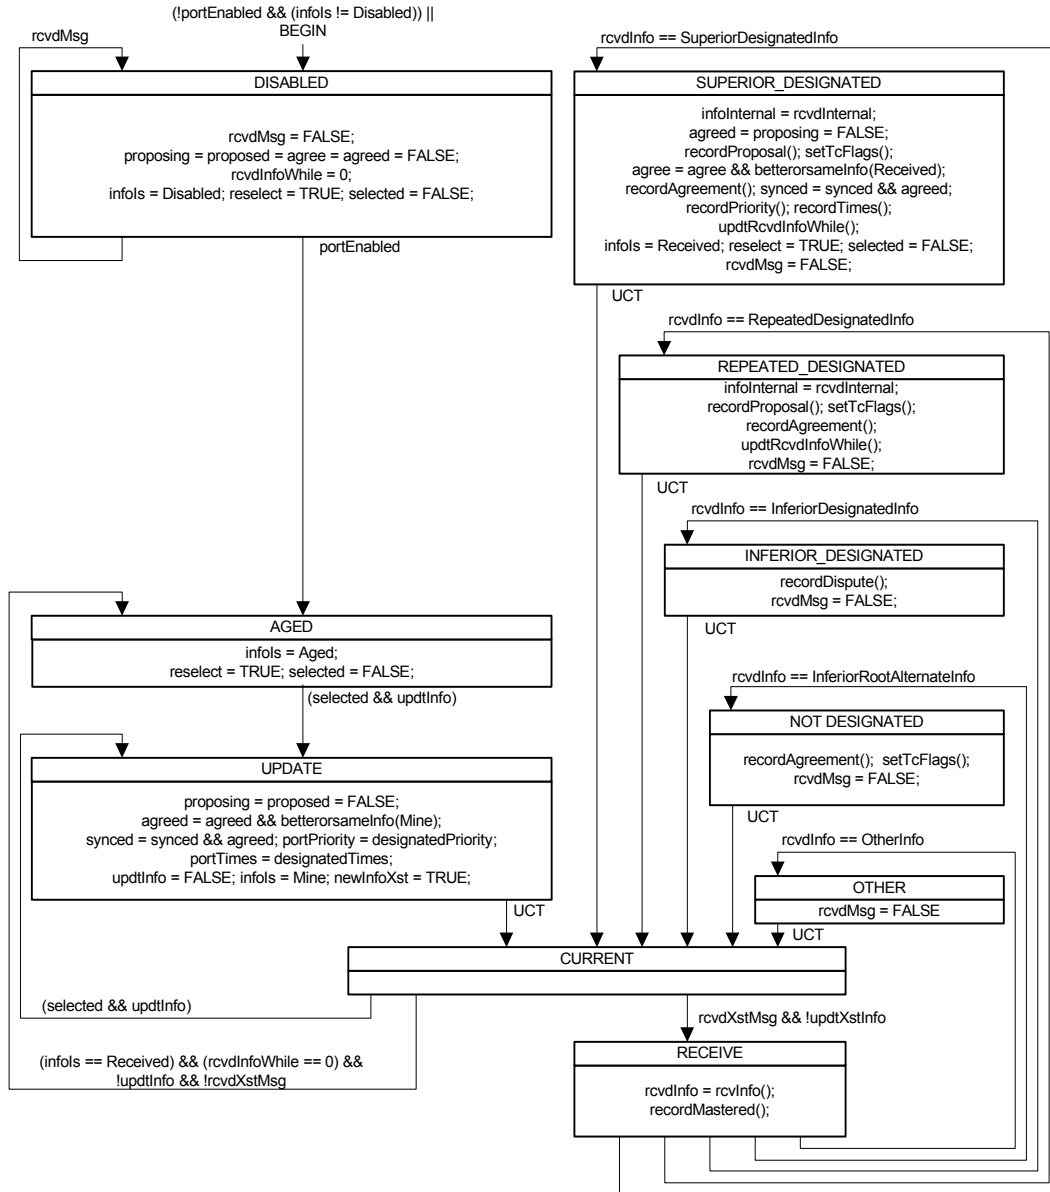 (!portEnabled && (infoIs != Disabled)) ||
BEGIN
rcvdMsg
DISABLED
rcvdMsg = FALSE;
proposing = proposed = agree = agreed = FALSE;
rcvdInfoWhile = 0;
infoIs = Disabled; reselect = TRUE; selected = FALSE;
portEnabled
rcvdInfo == SuperiorDesignatedInfo
SUPERIOR_DESIGNATED
infoInternal = rcvdInternal;
agreed = proposing = FALSE;
recordProposal(); setTcFlags();
agree = agree && betterorsameInfo(Received);
recordAgreement(); synced = synced && agreed;
recordPriority(); recordTimes();
updtRcvdInfoWhile();
infoIs = Received; reselect = TRUE; selected = FALSE;
rcvdMsg = FALSE;
UCT
rcvdInfo == RepeatedDesignatedInfo
REPEATED_DESIGNATED
infoInternal = rcvdInternal;
recordProposal(); setTcFlags();
recordAgreement();
updtRcvdInfoWhile();
rcvdMsg = FALSE;
UCT
rcvdInfo == InferiorDesignatedInfo
INFERIOR_DESIGNATED
recordDispute();
rcvdMsg = FALSE;
UCT
AGED
infoIs = Aged;
reselect = TRUE; selected = FALSE;
(selected && updtInfo)
rcvdInfo == InferiorRootAlternateInfo
NOT DESIGNATED
recordAgreement(); setTcFlags();
rcvdMsg = FALSE;
UCT
UPDATE
proposing = proposed = FALSE;
agreed = agreed && betterorsameInfo(Mine);
synced = synced && agreed; portPriority = designatedPriority;
portTimes = designatedTimes;
updtInfo = FALSE; infoIs = Mine; newInfoXst = TRUE;
UCT
rcvdInfo == OtherInfo
OTHER
rcvdMsg = FALSE
UCT
CURRENT
(selected && updtInfo)
rcvdXstMsg && !updtXstInfo
(infoIs == Received) && (rcvdInfoWhile == 0) &&
!updtInfo && !rcvdXstMsg
RECEIVE
rcvdInfo = rcvInfo();
recordMastered();